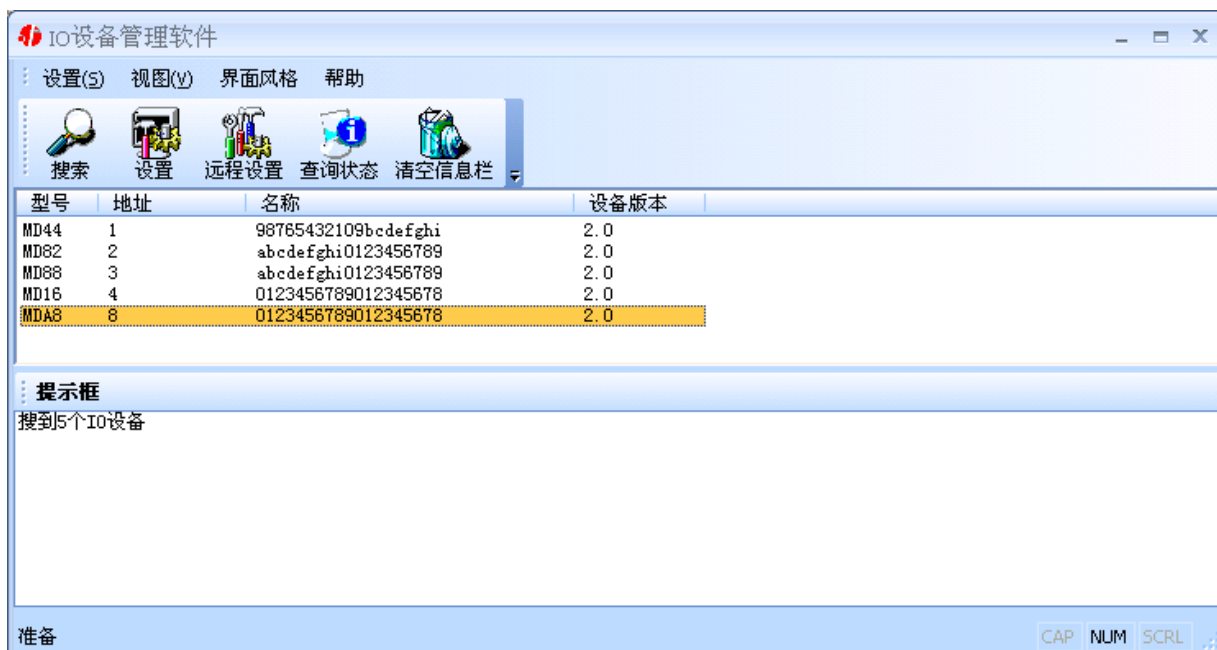 IO设备管理软件
设置(S) 视图(V) 界面风格 帮助
搜索 设置 远程设置 查询状态 清空信息栏
型号 地址 名称 设备版本
MD44 1 98765432109bcdefghi 2.0
MD82 2 abcdefghi0123456789 2.0
MD88 3 abcdefghi0123456789 2.0
MD16 4 0123456789012345678 2.0
MDA8 8 0123456789012345678 2.0
提示框
搜到5个IO设备
准备 CAP NUM SCRL